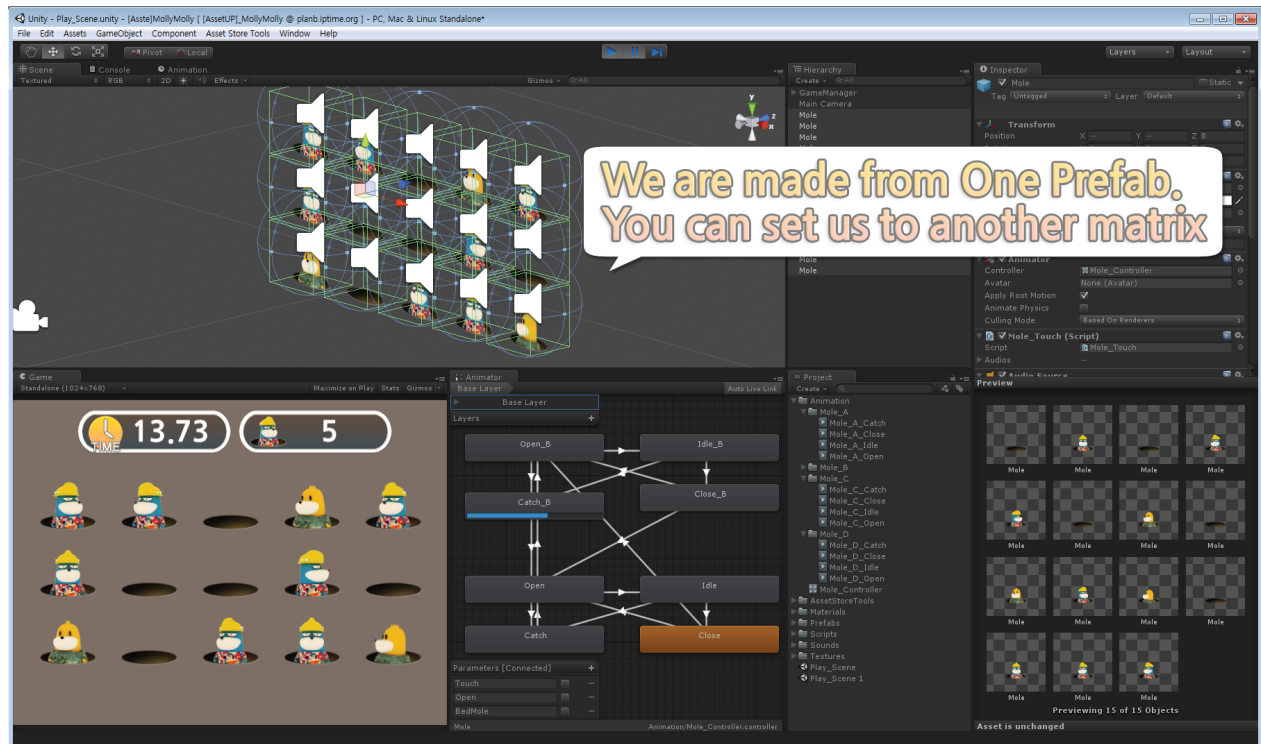 Unity - Play_Scene.unity - [Asste]MollyMolly [ [AssetUP]_MollyMolly @ planb.iptime.org ] - PC, Mac & Linux Standalone*
File Edit Assets GameObject Component Asset Store Tools Window Help
Pivot Local
Layers Layout
Scene Console Animation
Textured RGB 2D Effects Gizmos All
Hierarchy
Create All
GameManager
Main Camera
Mole
Mole
Mole
Mole
Mole
We are made from One Prefab.
You can set us to another matrix
Inspector
Mole Static
Tag Untagged Layer Default
Transform
Position X — Y — Z 0
Animator
Controller Mole_Controller
Avatar None (Avatar)
Apply Root Motion
Animate Physics
Culling Mode Based On Renderers
Mole_Touch (Script)
Script Mole_Touch
Audios —
Audio Source
Game
Standalone (1024x768) Maximize on Play Stats Gizmos
13.73
TIME
5
Animator
Base Layer Auto Live Link
Base Layer
Layers +
Open_B
Idle_B
Catch_B
Close_B
Open
Idle
Catch
Close
Parameters [Connected] +
Touch
Open
BedMole
Mole Animation/Mole_Controller.controller
Project
Create
Animation
Mole_A
Mole_A_Catch
Mole_A_Close
Mole_A_Idle
Mole_A_Open
Mole_B
Mole_C
Mole_C_Catch
Mole_C_Close
Mole_C_Idle
Mole_C_Open
Mole_D
Mole_D_Catch
Mole_D_Close
Mole_D_Idle
Mole_D_Open
Mole_Controller
AssetStoreTools
Materials
Prefabs
Scripts
Sounds
Textures
Play_Scene
Play_Scene 1
Preview
Mole Mole Mole Mole
Mole Mole Mole Mole
Mole Mole Mole Mole
Mole Mole Mole
Previewing 15 of 15 Objects
Asset is unchanged